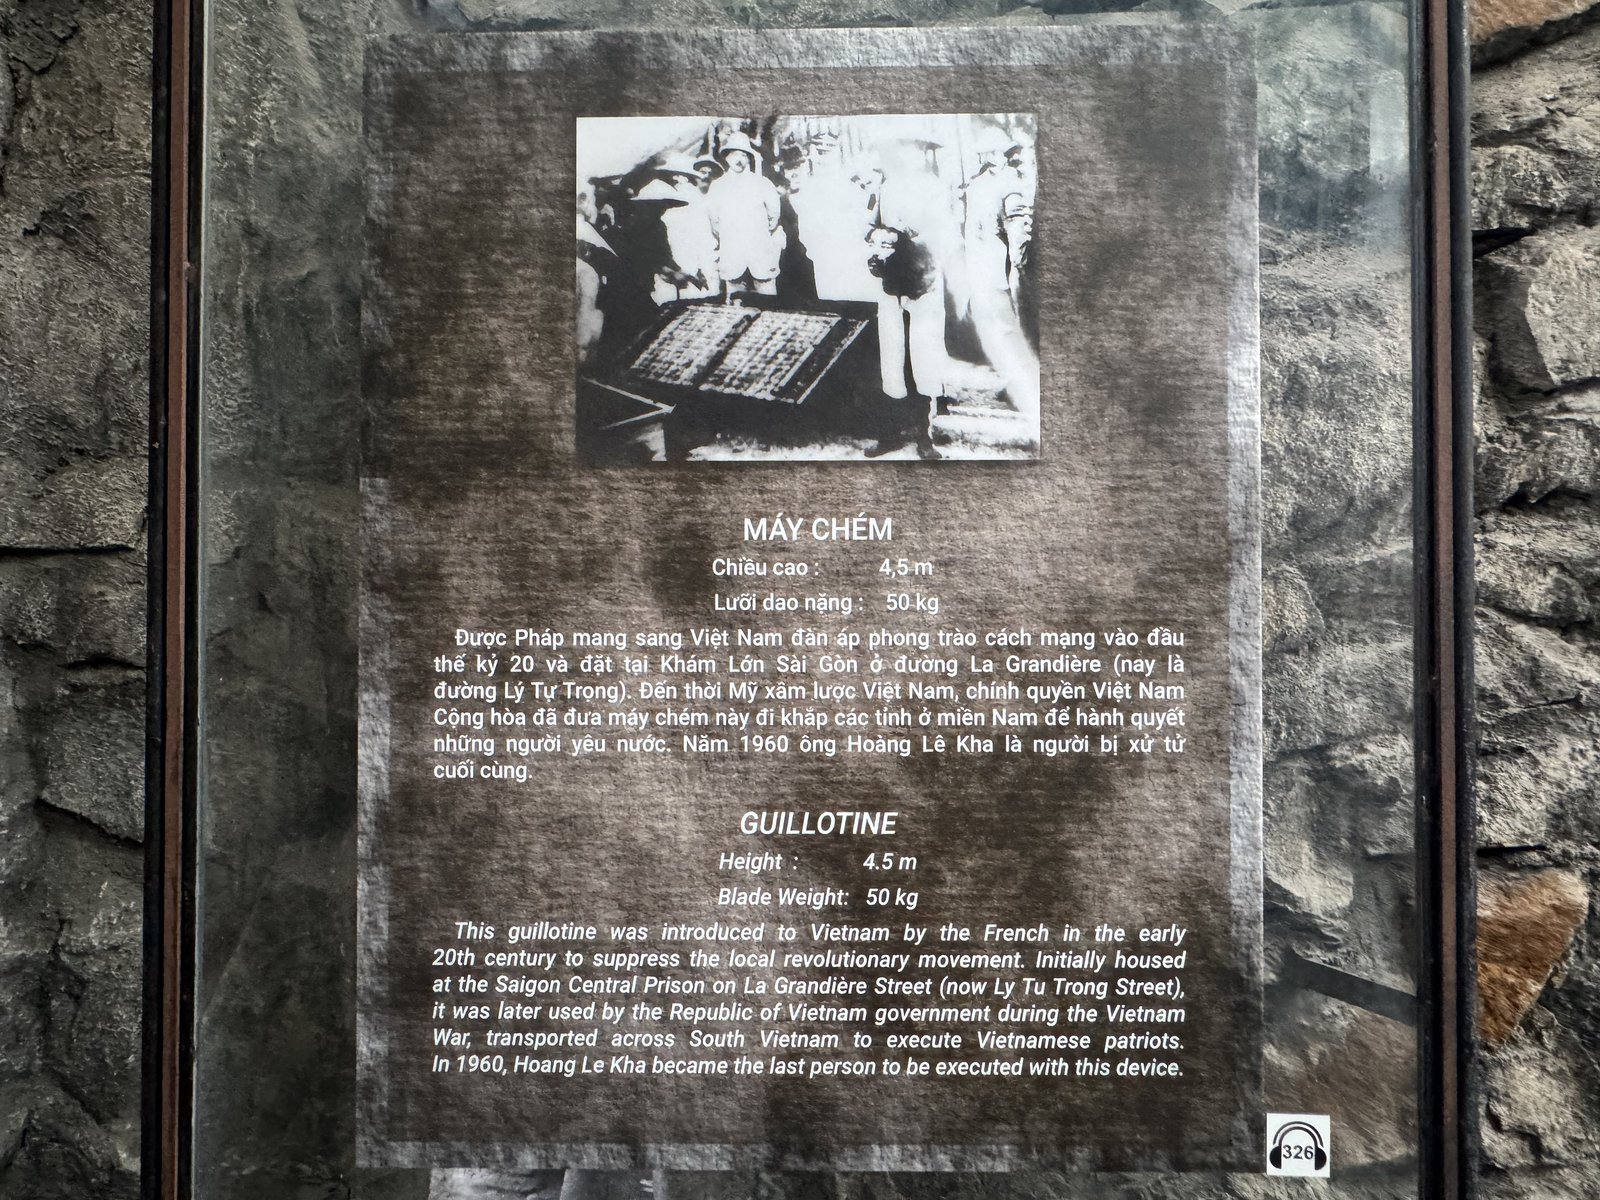 MÁY CHÉM
Chiều cao : 4,5 m
Lưỡi dao nặng : 50 kg
Được Pháp mang sang Việt Nam đàn áp phong trào cách mạng vào đầu
thế kỷ 20 và đặt tại Khám Lớn Sài Gòn ở đường La Grandière (nay là
đường Lý Tự Trọng). Đến thời Mỹ xâm lược Việt Nam, chính quyền Việt Nam
Cộng hòa đã đưa máy chém này đi khắp các tỉnh ở miền Nam để hành quyết
những người yêu nước. Năm 1960 ông Hoàng Lê Kha là người bị xử tử
cuối cùng.
GUILLOTINE
Height : 4.5 m
Blade Weight: 50 kg
This guillotine was introduced to Vietnam by the French in the early
20th century to suppress the local revolutionary movement. Initially housed
at the Saigon Central Prison on La Grandière Street (now Ly Tu Trong Street),
it was later used by the Republic of Vietnam government during the Vietnam
War, transported across South Vietnam to execute Vietnamese patriots.
In 1960, Hoang Le Kha became the last person to be executed with this device.
326